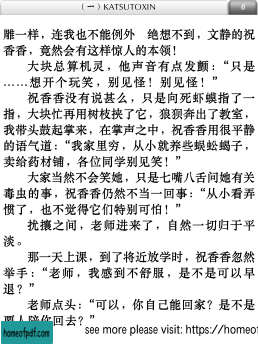 （一）KATSUTOXIN
6
雕一样，连我也不能例外　绝想不到，文静的祝
香香，竟然会有这样惊人的本领！
大块总算机灵，他声音有点发颤：“只是
……想开个玩笑，别见怪！别见怪！”
祝香香没有说甚么，只是向死虾蟆指了一
指，大块忙再用树枝挟了它，狼狈奔出了教室，
我带头鼓起掌来，在掌声之中，祝香香用很平静
的语气道：“我家里穷，从小就养些蜈蚣蝎子，
卖给药材铺，各位同学别见笑！”
大家当然不会笑她，只是七嘴八舌问她有关
毒虫的事，祝香香仍然不当一回事：“从小看弄
惯了，也不觉得它们特别可怕！”
扰攘之间，老师进来了，自然一切归于平
淡。
那一天上课，到了将近放学时，祝香香忽然
举手：“老师，我感到不舒服，是不是可以早
退？”
老师点头：“可以，你自己能回家？是不是
要人陪你回去？”
homeofpdf.com
see more please visit: https://homeof